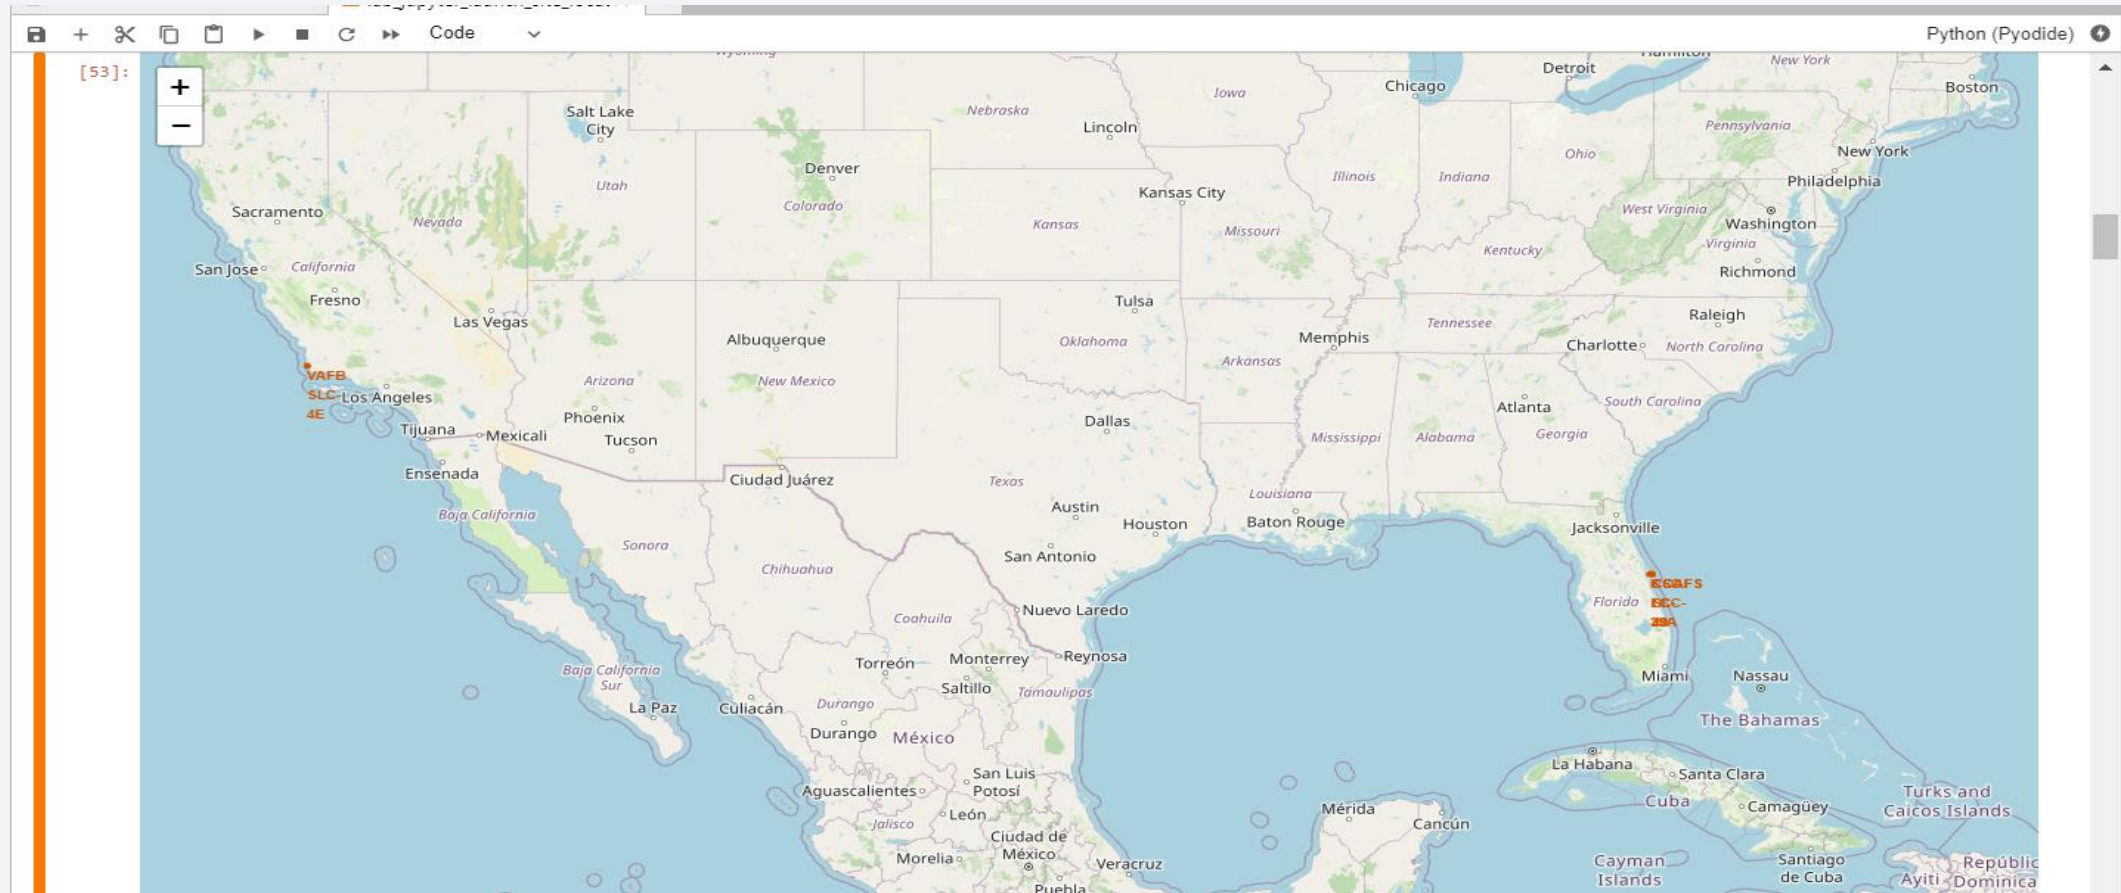 Code
Python (Pyodide)
[53]:
+
−
Wyoming
Hamilton
Detroit
New York
Chicago
Boston
Iowa
Salt Lake
City
Nebraska
Lincoln
Pennsylvania
New York
Ohio
Denver
Utah
Illinois
Indiana
Philadelphia
Kansas City
Colorado
Sacramento
Nevada
Kansas
Missouri
West Virginia
Washington
Virginia
Kentucky
San Jose
California
Richmond
Fresno
Tulsa
Las Vegas
Raleigh
Tennessee
Albuquerque
Oklahoma
Memphis
Charlotte
North Carolina
Arkansas
VAFB
SLC-
4E
Los Angeles
Arizona
New Mexico
South Carolina
Phoenix
Dallas
Atlanta
Tijuana
Mexicali
Tucson
Mississippi
Alabama
Georgia
Ensenada
Ciudad Juárez
Texas
Louisiana
Baja California
Austin
Houston
Baton Rouge
Jacksonville
Sonora
San Antonio
Chihuahua
Florida
Coahuila
Nuevo Laredo
Reynosa
Baja California
Sur
Torreón
Monterrey
Saltillo
Tamaulipas
Miami
Nassau
La Paz
Culiacán
Durango
Durango
México
The Bahamas
La Habana
Santa Clara
San Luis
Potosí
Aguascalientes
Cuba
Camagüey
Turks and
Caicos Islands
León
Jalisco
Mérida
Cancún
Ciudad de
México
Morelia
Veracruz
Puebla
Cayman
Islands
Santiago
de Cuba
Ayiti
Repúblic
Dominica